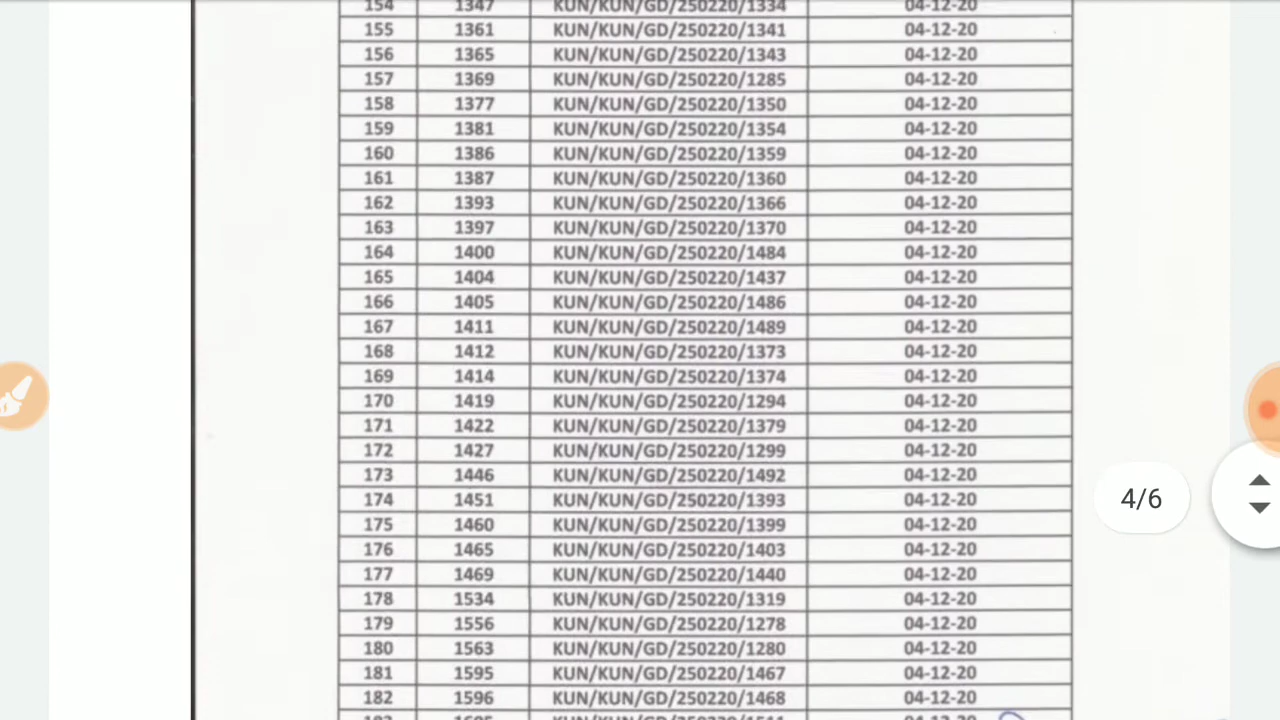 154 1347 KUN/KUN/GD/250220/1334 04-12-20
155 1361 KUN/KUN/GD/250220/1341 04-12-20
156 1365 KUN/KUN/GD/250220/1343 04-12-20
157 1369 KUN/KUN/GD/250220/1285 04-12-20
158 1377 KUN/KUN/GD/250220/1350 04-12-20
159 1381 KUN/KUN/GD/250220/1354 04-12-20
160 1386 KUN/KUN/GD/250220/1359 04-12-20
161 1387 KUN/KUN/GD/250220/1360 04-12-20
162 1393 KUN/KUN/GD/250220/1366 04-12-20
163 1397 KUN/KUN/GD/250220/1370 04-12-20
164 1400 KUN/KUN/GD/250220/1484 04-12-20
165 1404 KUN/KUN/GD/250220/1437 04-12-20
166 1405 KUN/KUN/GD/250220/1486 04-12-20
167 1411 KUN/KUN/GD/250220/1489 04-12-20
168 1412 KUN/KUN/GD/250220/1373 04-12-20
169 1414 KUN/KUN/GD/250220/1374 04-12-20
170 1419 KUN/KUN/GD/250220/1294 04-12-20
171 1422 KUN/KUN/GD/250220/1379 04-12-20
172 1427 KUN/KUN/GD/250220/1299 04-12-20
173 1446 KUN/KUN/GD/250220/1492 04-12-20
174 1451 KUN/KUN/GD/250220/1393 04-12-20
4/6
175 1460 KUN/KUN/GD/250220/1399 04-12-20
176 1465 KUN/KUN/GD/250220/1403 04-12-20
177 1469 KUN/KUN/GD/250220/1440 04-12-20
178 1534 KUN/KUN/GD/250220/1319 04-12-20
179 1556 KUN/KUN/GD/250220/1278 04-12-20
180 1563 KUN/KUN/GD/250220/1280 04-12-20
181 1595 KUN/KUN/GD/250220/1467 04-12-20
182 1596 KUN/KUN/GD/250220/1468 04-12-20